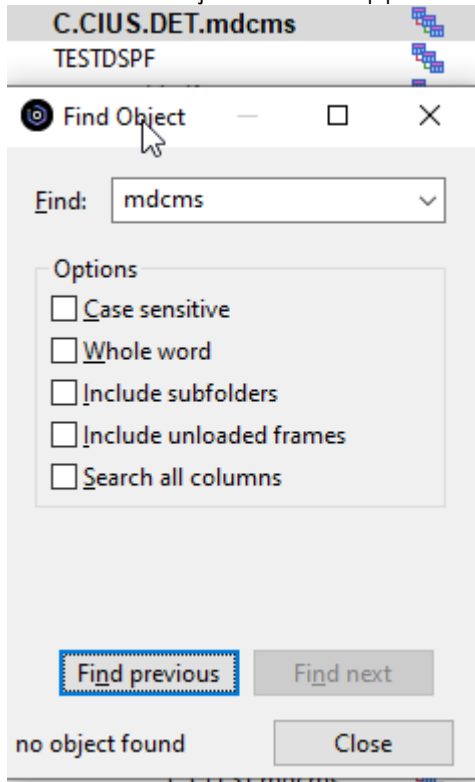 C.CIUS.DET.mdcms
TESTDSPF
Find Object
Find: mdcms
Options
Case sensitive
Whole word
Include subfolders
Include unloaded frames
Search all columns
Find previous Find next
no object found Close